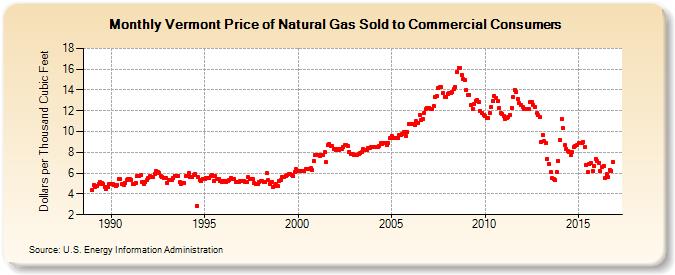 Monthly Vermont Price of Natural Gas Sold to Commercial Consumers
Dollars per Thousand Cubic Feet
18
16
14
12
10
8
6
4
2
1990 1995 2000 2005 2010 2015
Source: U.S. Energy Information Administration